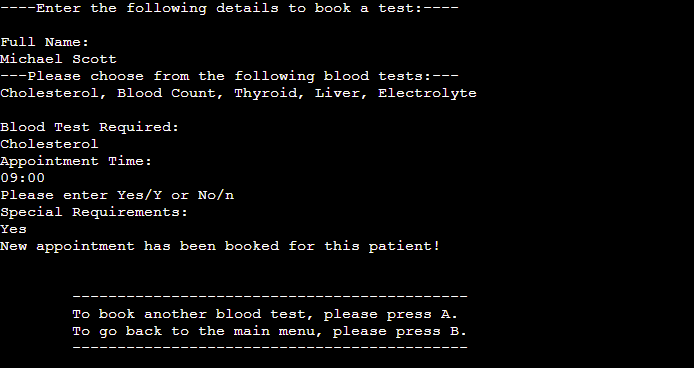 ----Enter the following details to book a test:----
Full Name:
Michael Scott
---Please choose from the following blood tests:---
Cholesterol, Blood Count, Thyroid, Liver, Electrolyte
Blood Test Required:
Cholesterol
Appointment Time:
09:00
Please enter Yes/Y or No/n
Special Requirements:
Yes
New appointment has been booked for this patient!
--------------------------------------------
To book another blood test, please press A.
To go back to the main menu, please press B.
--------------------------------------------